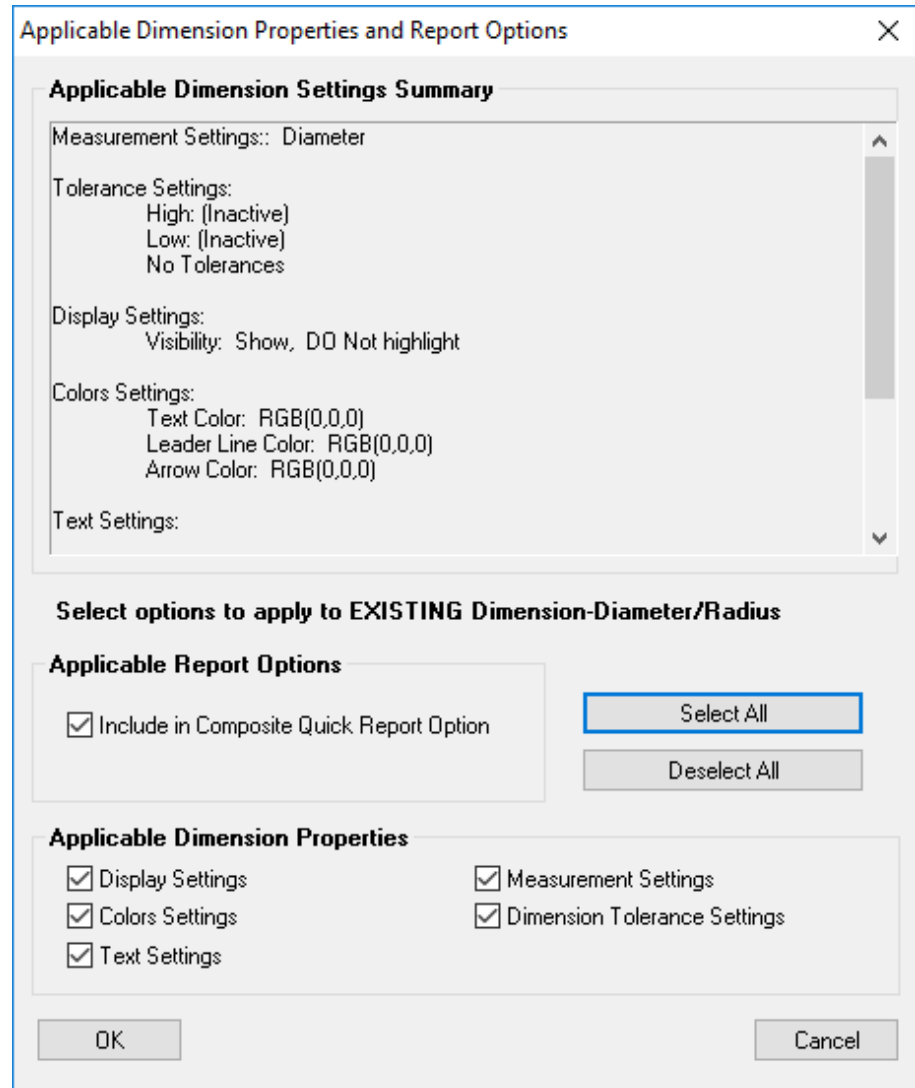 Applicable Dimension Properties and Report Options
Applicable Dimension Settings Summary
Measurement Settings::  Diameter
Tolerance Settings:
High: (Inactive)
Low: (Inactive)
No Tolerances
Display Settings:
Visibility:  Show,  DO Not highlight
Colors Settings:
Text Color:  RGB(0,0,0)
Leader Line Color:  RGB(0,0,0)
Arrow Color:  RGB(0,0,0)
Text Settings:
Select options to apply to EXISTING Dimension-Diameter/Radius
Applicable Report Options
Include in Composite Quick Report Option
Select All
Deselect All
Applicable Dimension Properties
Display Settings
Measurement Settings
Colors Settings
Dimension Tolerance Settings
Text Settings
OK
Cancel